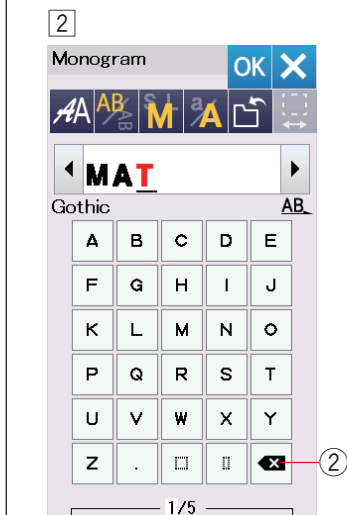 2
Monogram OK
AA AB AB S L M a A
MAT
Gothic AB
A B C D E
F G H I J
K L M N O
P Q R S T
U V W X Y
Z .
②
1/5